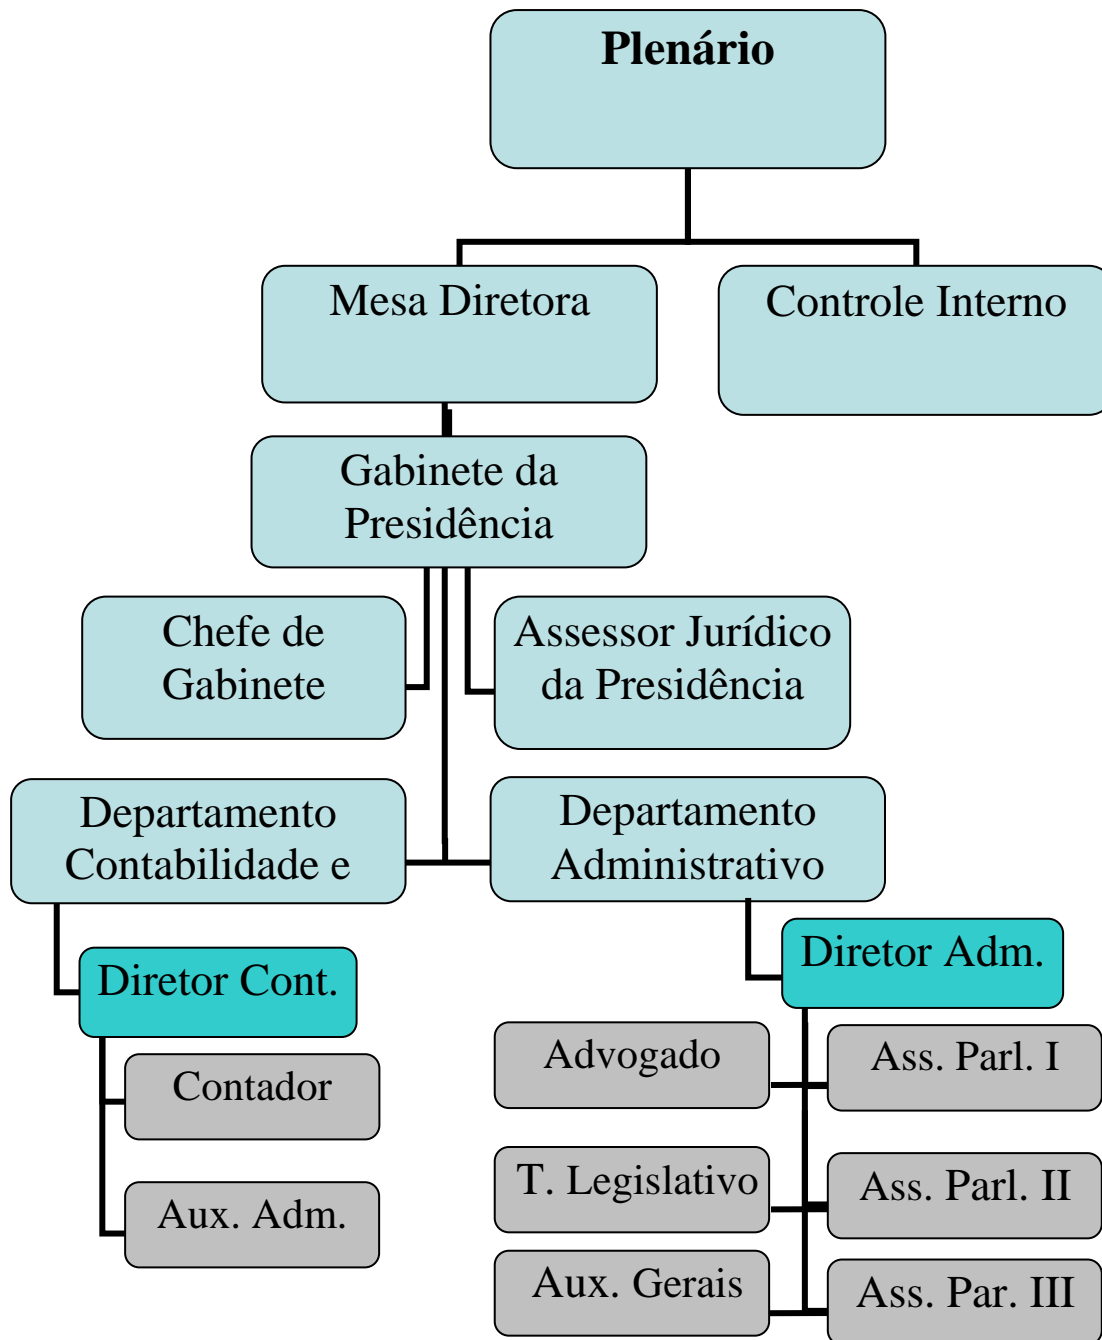 Plenário
Mesa Diretora
Controle Interno
Gabinete da
Presidência
Chefe de
Gabinete
Assessor Jurídico
da Presidência
Departamento
Contabilidade e
Departamento
Administrativo
Diretor Cont.
Contador
Aux. Adm.
Diretor Adm.
Advogado
Ass. Parl. I
T. Legislativo
Ass. Parl. II
Aux. Gerais
Ass. Par. III